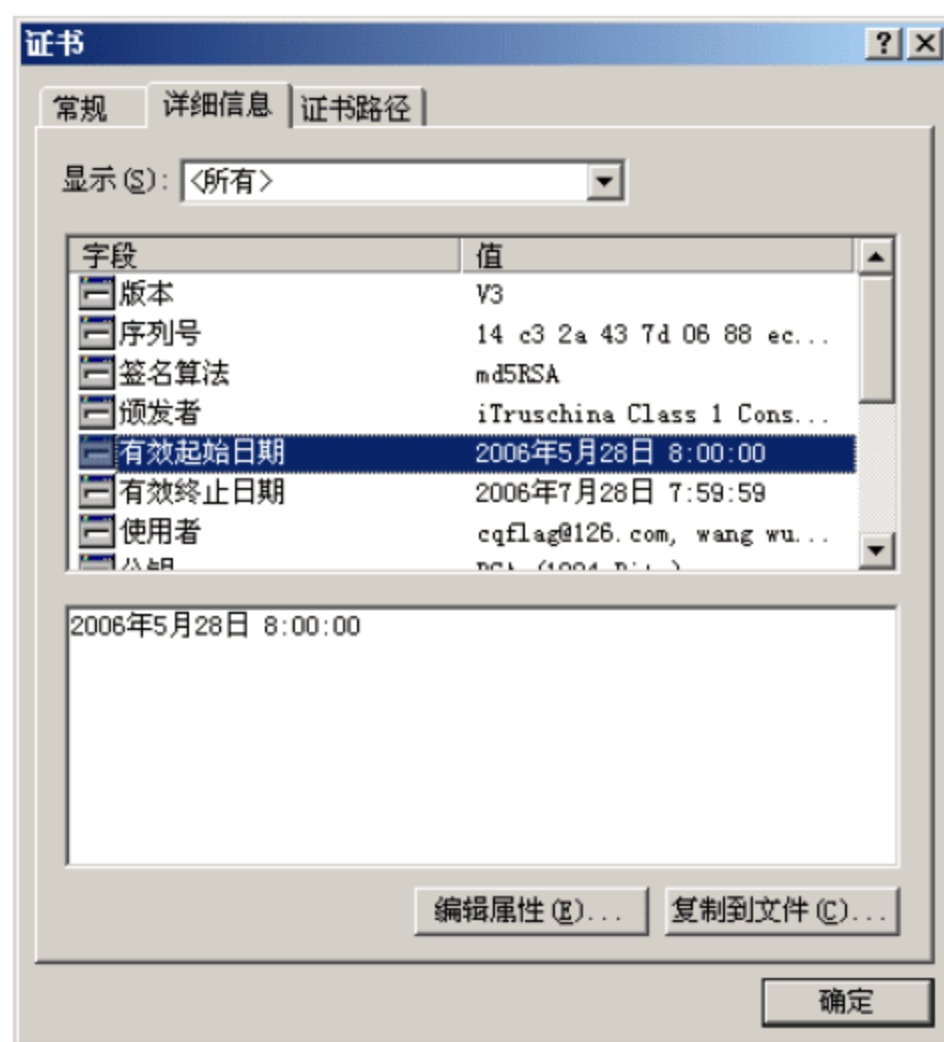 证书
常规 详细信息 证书路径
显示(S): <所有>
字段 值
版本 V3
序列号 14 c3 2a 43 7d 06 88 ec...
签名算法 md5RSA
颁发者 iTruschina Class 1 Cons...
有效起始日期 2006年5月28日 8:00:00
有效终止日期 2006年7月28日 7:59:59
使用者 cqflag@126.com, wang wu...
2006年5月28日 8:00:00
编辑属性(E)... 复制到文件(C)...
确定